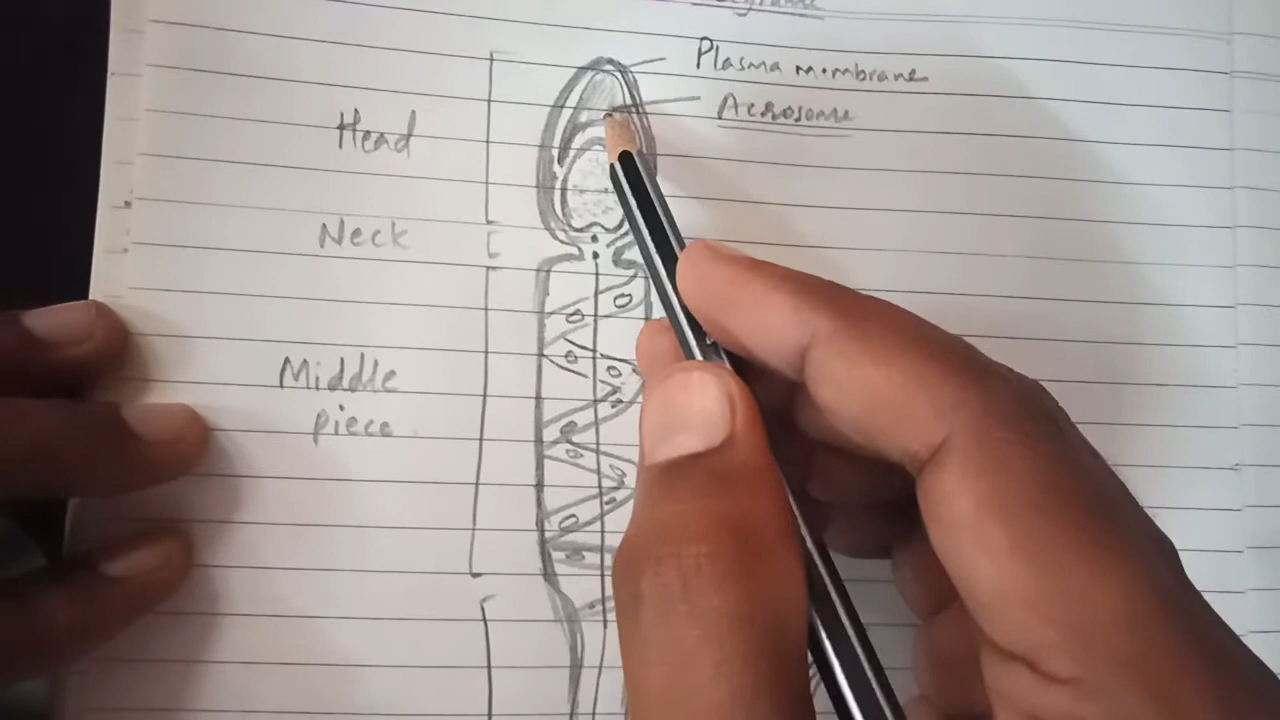 Plasma membrane
Acrosome
Head
Neck
Middle
piece